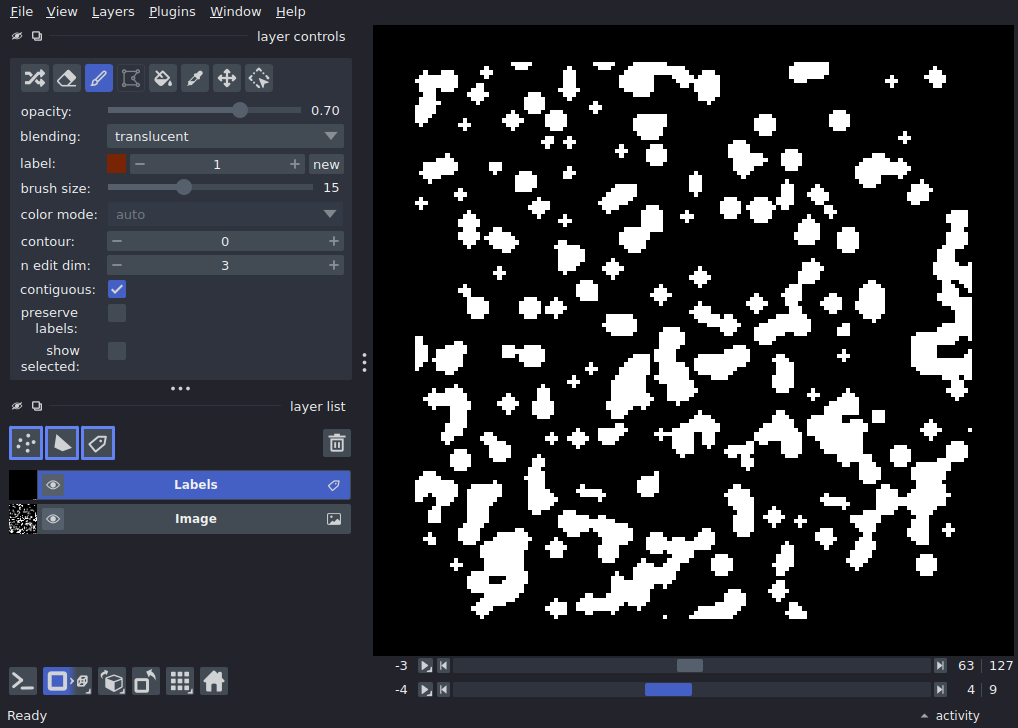 File View Layers Plugins Window Help
layer controls
opacity: 0.70
blending: translucent
label: 1 new
brush size: 15
color mode: auto
contour: 0
n edit dim: 3
contiguous:
preserve
labels:
show
selected:
layer list
Labels
Image
-3 63 127
-4 4 9
Ready activity